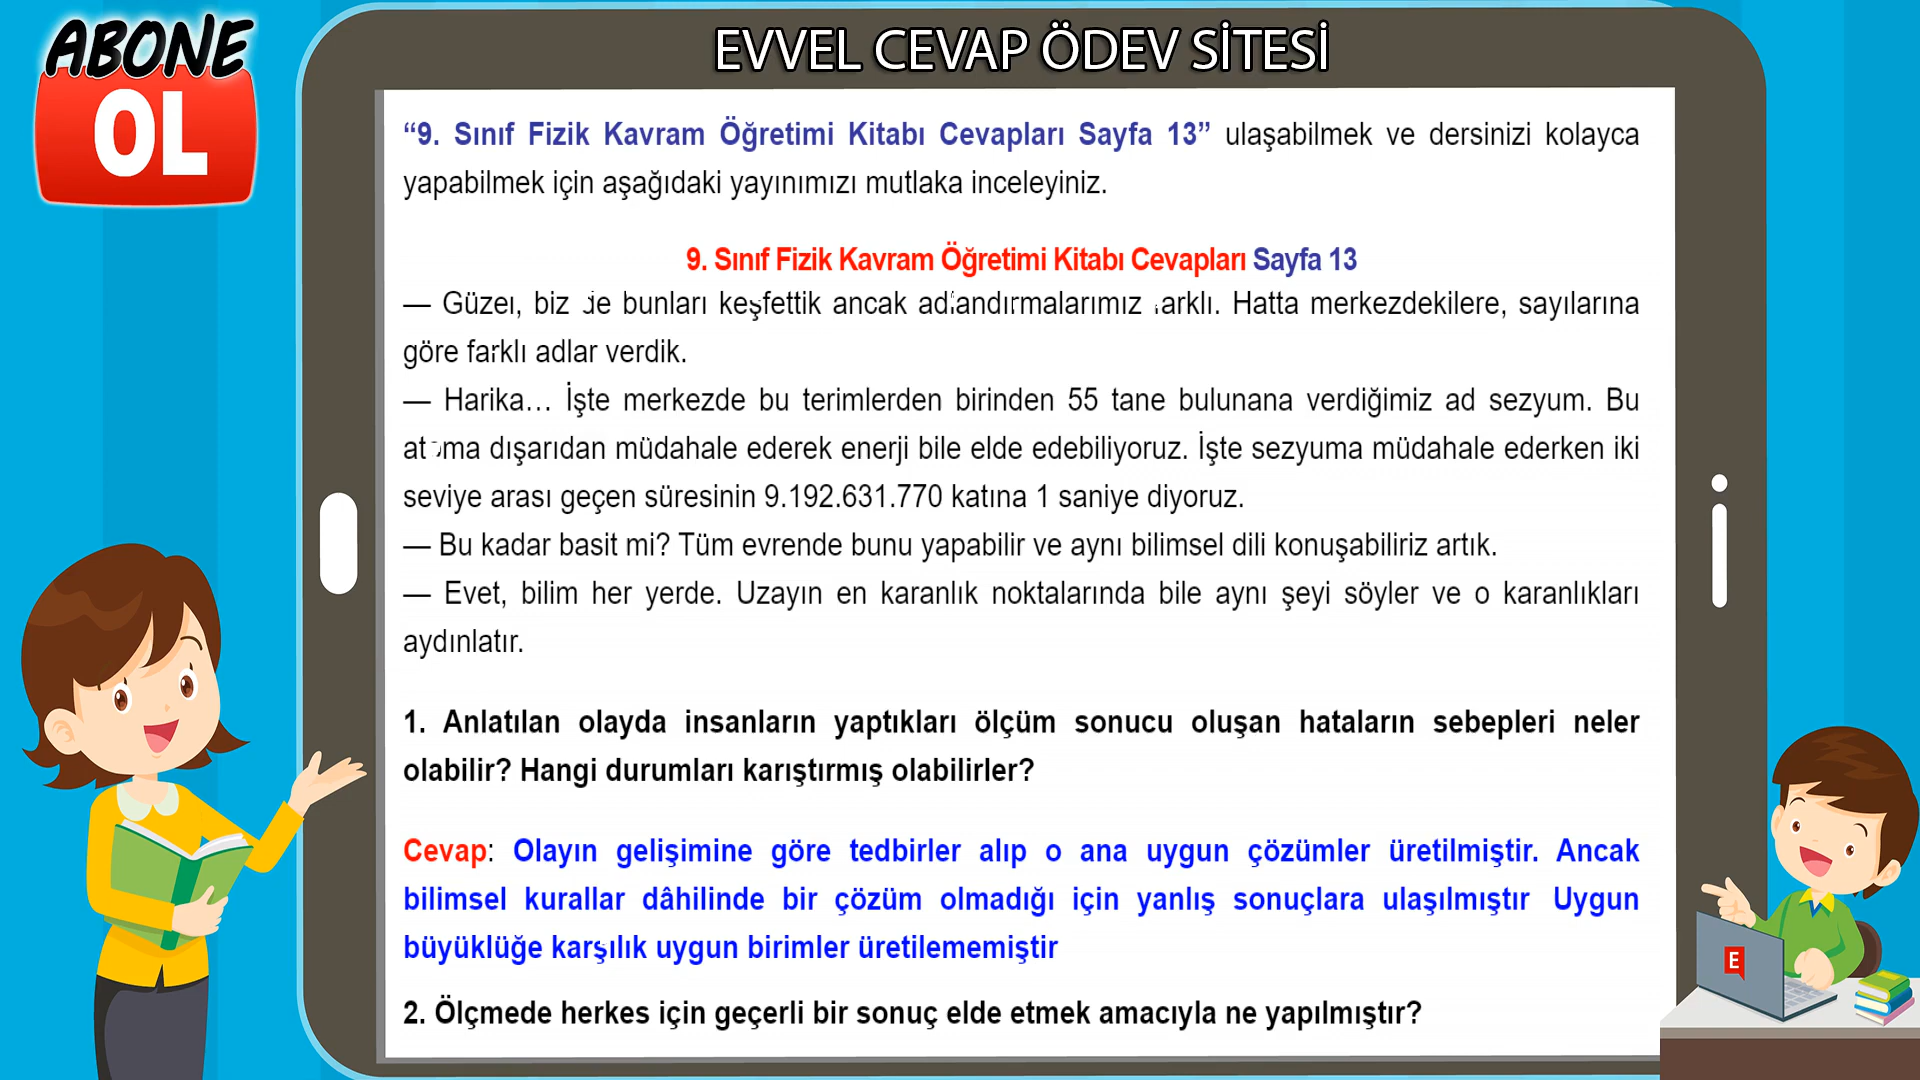 ABONE
OL
EVVEL CEVAP ÖDEV SİTESİ
“9. Sınıf Fizik Kavram Öğretimi Kitabı Cevapları Sayfa 13” ulaşabilmek ve dersinizi kolayca
yapabilmek için aşağıdaki yayınımızı mutlaka inceleyiniz.
9. Sınıf Fizik Kavram Öğretimi Kitabı Cevapları Sayfa 13
— Güzel, biz de bunları keşfettik ancak adlandırmalarımız farklı. Hatta merkezdekilere, sayılarına
göre farklı adlar verdik.
— Harika… İşte merkezde bu terimlerden birinden 55 tane bulunana verdiğimiz ad sezyum. Bu
atoma dışarıdan müdahale ederek enerji bile elde edebiliyoruz. İşte sezyuma müdahale ederken iki
seviye arası geçen süresinin 9.192.631.770 katına 1 saniye diyoruz.
— Bu kadar basit mi? Tüm evrende bunu yapabilir ve aynı bilimsel dili konuşabiliriz artık.
— Evet, bilim her yerde. Uzayın en karanlık noktalarında bile aynı şeyi söyler ve o karanlıkları
aydınlatır.
1. Anlatılan olayda insanların yaptıkları ölçüm sonucu oluşan hataların sebepleri neler
olabilir? Hangi durumları karıştırmış olabilirler?
Cevap: Olayın gelişimine göre tedbirler alıp o ana uygun çözümler üretilmiştir. Ancak
bilimsel kurallar dâhilinde bir çözüm olmadığı için yanlış sonuçlara ulaşılmıştır Uygun
büyüklüğe karşılık uygun birimler üretilememiştir
2. Ölçmede herkes için geçerli bir sonuç elde etmek amacıyla ne yapılmıştır?
E